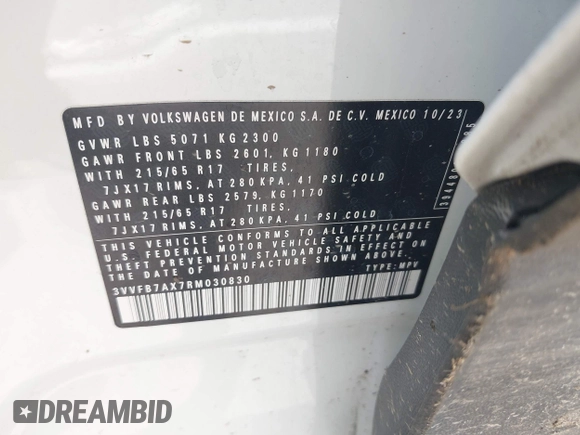 MFD BY VOLKSWAGEN DE MEXICO S.A. DE C.V. MEXICO 10/23
GVWR LBS 5071 KG 2300
GAWR FRONT LBS 2601, KG 1180
WITH 215/65 R17 TIRES,
7JX17 RIMS, AT 280 KPA, 41 PSI COLD
GAWR REAR LBS 2579, KG 1170
WITH 215/65 R17 TIRES,
7JX17 RIMS, AT 280 KPA, 41 PSI COLD
THIS VEHICLE CONFORMS TO ALL APPLICABLE
U.S. FEDERAL MOTOR VEHICLE SAFETY AND
THEFT PREVENTION STANDARDS IN EFFECT ON
THE DATE OF MANUFACTURE SHOWN ABOVE.
3VVFB7AX7RM030830 TYPE: MPV
DREAMBID